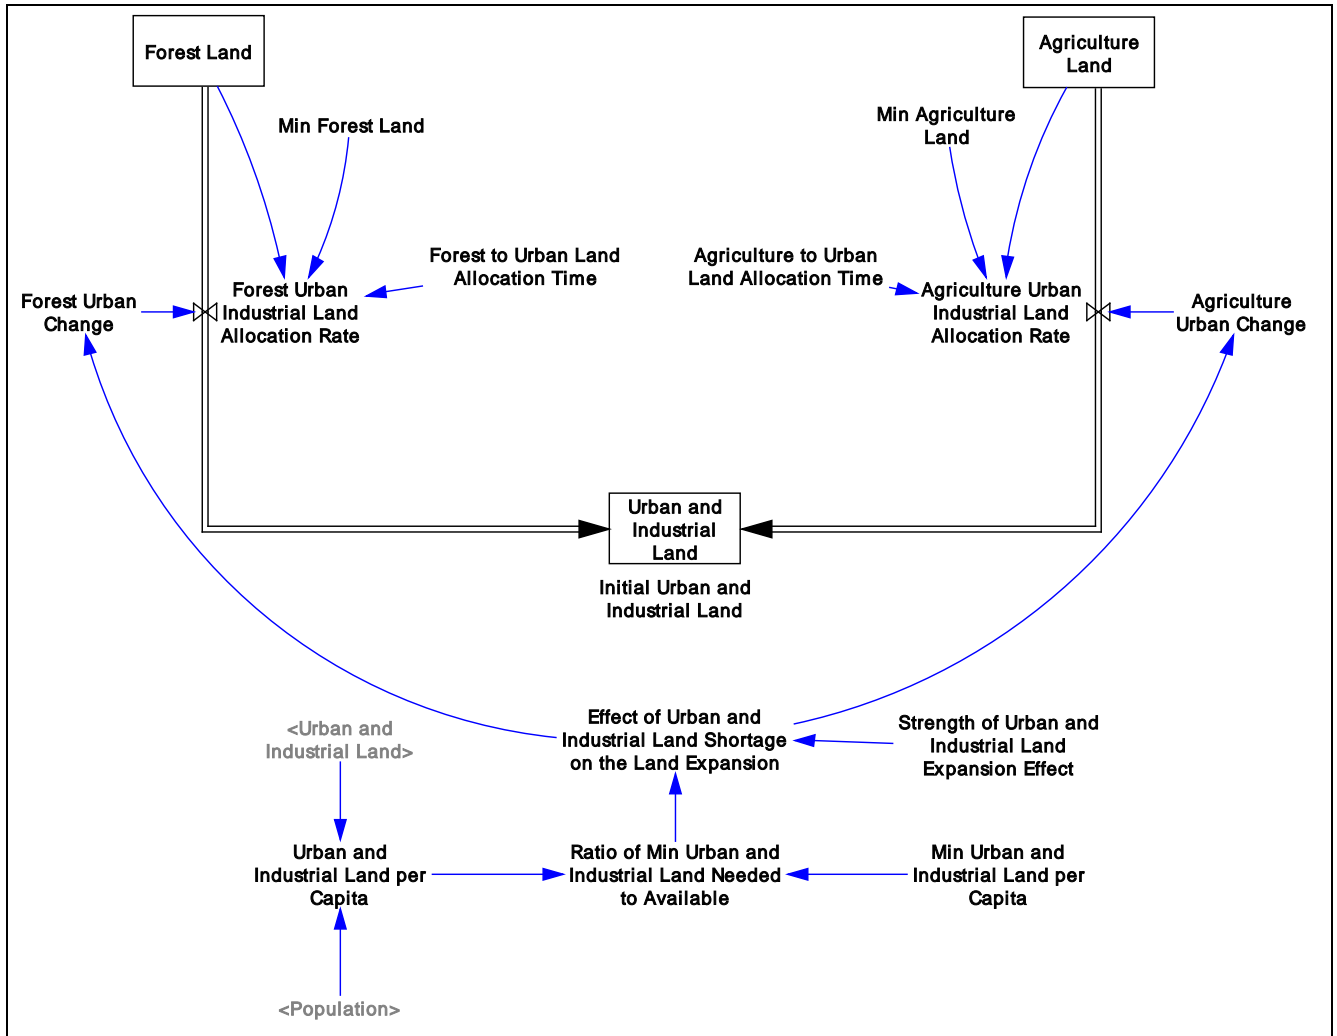 Forest Land
Agriculture
Land
Min Forest Land
Min Agriculture
Land
Forest to Urban Land
Allocation Time
Agriculture to Urban
Land Allocation Time
Forest Urban
Change
Forest Urban
Industrial Land
Allocation Rate
Agriculture Urban
Industrial Land
Allocation Rate
Agriculture
Urban Change
Urban and
Industrial
Land
Initial Urban and
Industrial Land
<Urban and
Industrial Land>
Effect of Urban and
Industrial Land Shortage
on the Land Expansion
Strength of Urban and
Industrial Land
Expansion Effect
Urban and
Industrial Land per
Capita
Ratio of Min Urban and
Industrial Land Needed
to Available
Min Urban and
Industrial Land per
Capita
<Population>